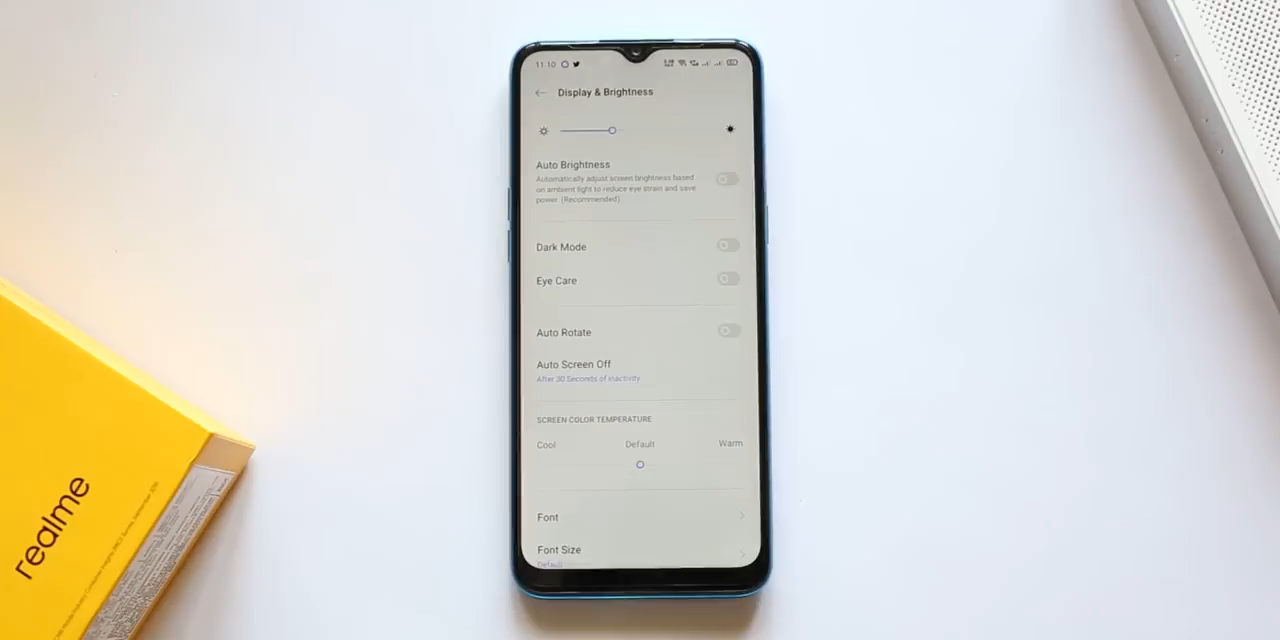 11:10
Display & Brightness
Auto Brightness
Automatically adjust screen brightness based
on ambient light to reduce eye strain and save
power. (Recommended)
Dark Mode
Eye Care
Auto Rotate
Auto Screen Off
After 30 Seconds of inactivity
SCREEN COLOR TEMPERATURE
Cool Default Warm
Font
Font Size
Default
realme